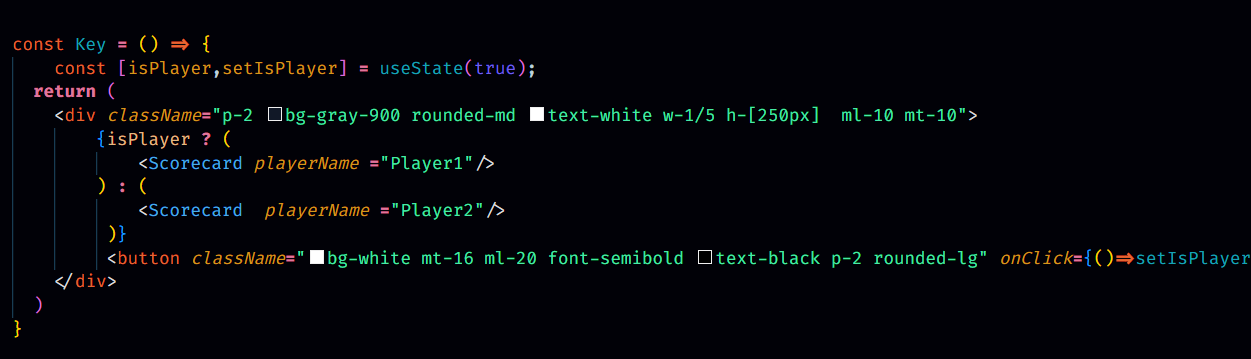 const Key = () => {
const [isPlayer,setIsPlayer] = useState(true);
return (
<div className="p-2 bg-gray-900 rounded-md text-white w-1/5 h-[250px]  ml-10 mt-10">
{isPlayer ? (
<Scorecard playerName ="Player1"/>
) : (
<Scorecard  playerName ="Player2"/>
)}
<button className="bg-white mt-16 ml-20 font-semibold text-black p-2 rounded-lg" onClick={()=>setIsPlayer
</div>
)
}